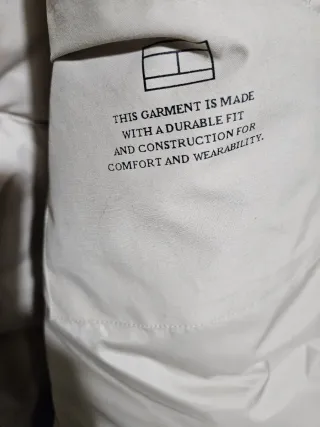 THIS GARMENT IS MADE
WITH A DURABLE FIT
AND CONSTRUCTION FOR
COMFORT AND WEARABILITY.